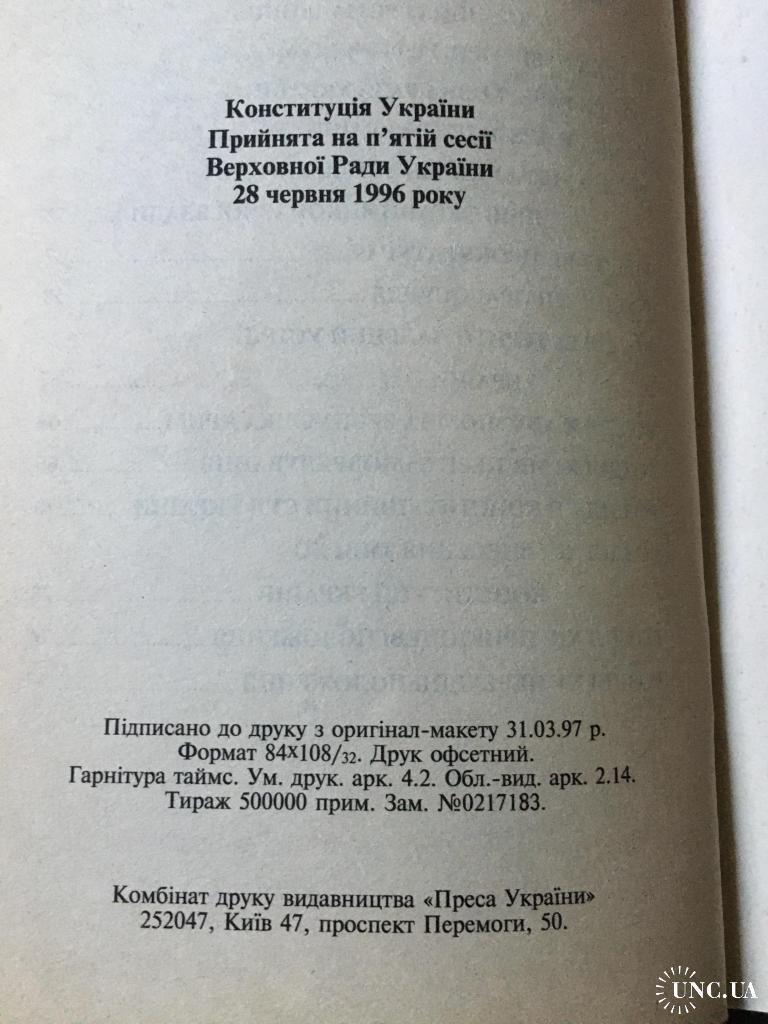 Конституція України
Прийнята на п'ятій сесії
Верховної Ради України
28 червня 1996 року
Підписано до друку з оригінал-макету 31.03.97 р.
Формат 84х108/32. Друк офсетний.
Гарнітура таймс. Ум. друк. арк. 4.2. Обл.-вид. арк. 2.14.
Тираж 500000 прим. Зам. №0217183.
Комбінат друку видавництва «Преса України»
252047, Київ 47, проспект Перемоги, 50.
UNC.UA